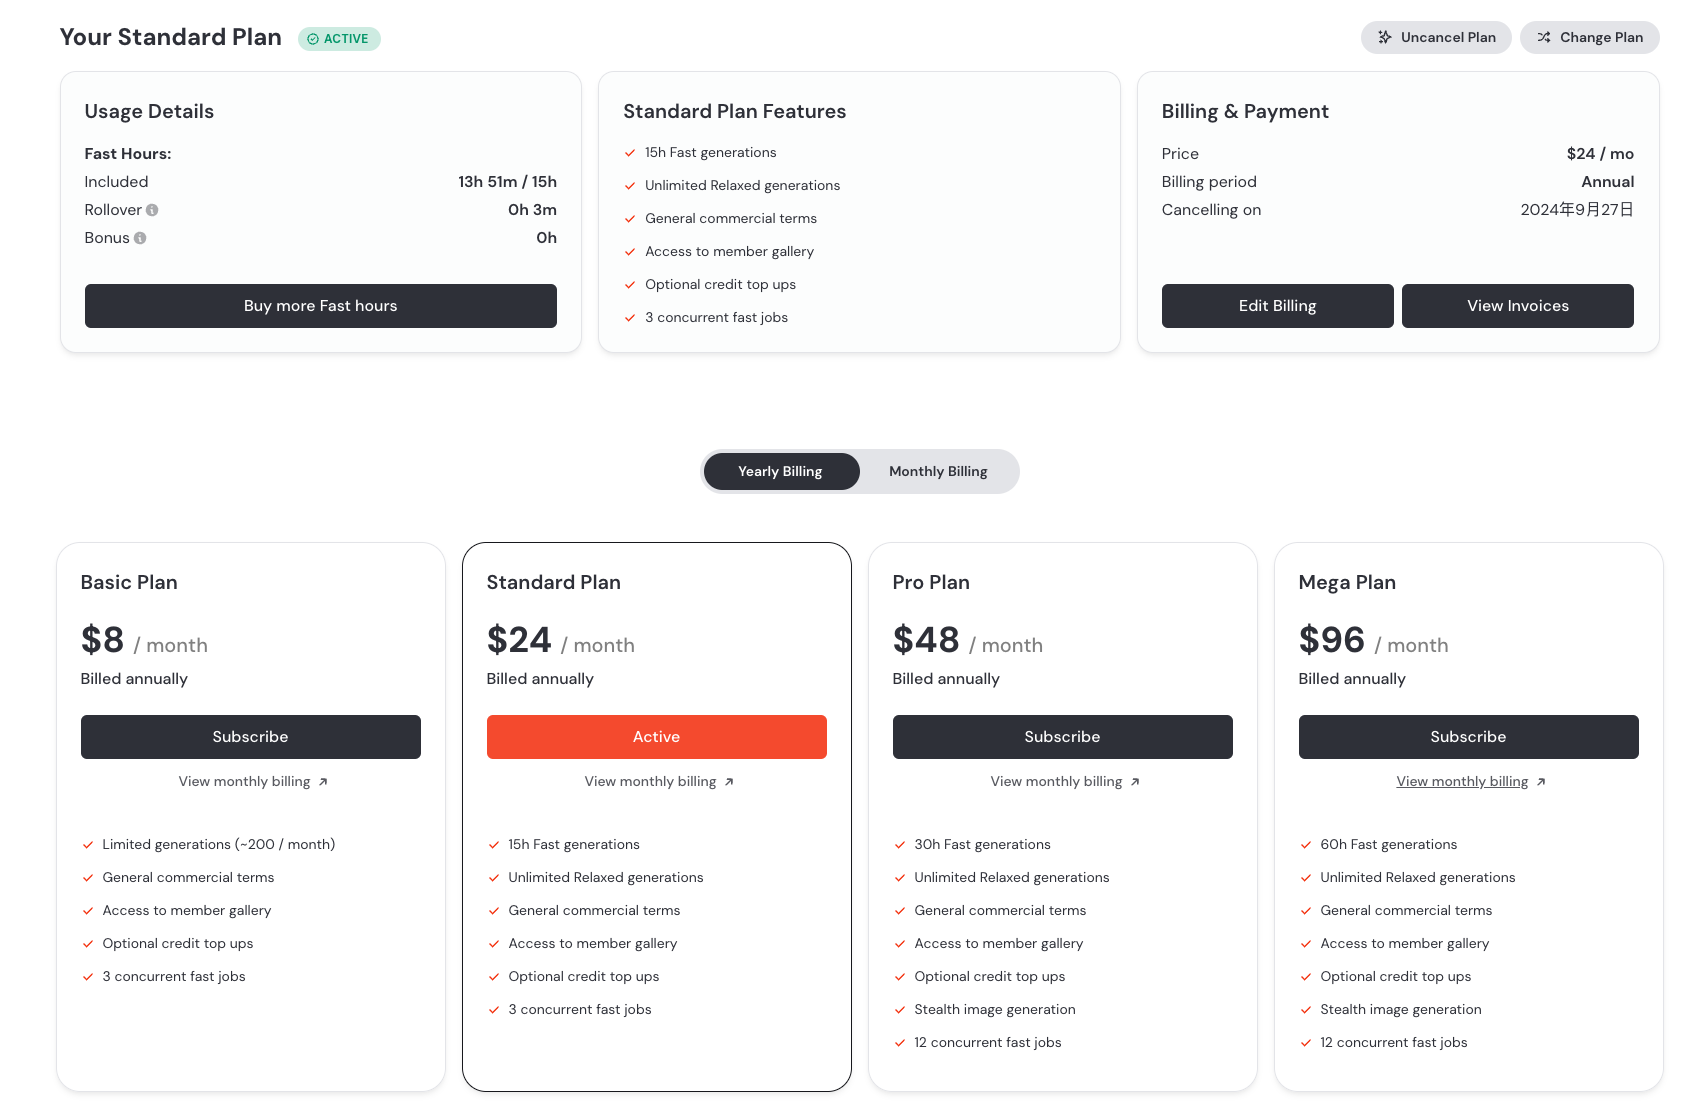 Your Standard Plan
ACTIVE
Uncancel Plan
Change Plan
Usage Details
Fast Hours:
Included 13h 51m / 15h
Rollover 0h 3m
Bonus 0h
Buy more Fast hours
Standard Plan Features
15h Fast generations
Unlimited Relaxed generations
General commercial terms
Access to member gallery
Optional credit top ups
3 concurrent fast jobs
Billing & Payment
Price $24 / mo
Billing period Annual
Cancelling on 2024年9月27日
Edit Billing
View Invoices
Yearly Billing
Monthly Billing
Basic Plan
$8 / month
Billed annually
Subscribe
View monthly billing
Limited generations (~200 / month)
General commercial terms
Access to member gallery
Optional credit top ups
3 concurrent fast jobs
Standard Plan
$24 / month
Billed annually
Active
View monthly billing
15h Fast generations
Unlimited Relaxed generations
General commercial terms
Access to member gallery
Optional credit top ups
3 concurrent fast jobs
Pro Plan
$48 / month
Billed annually
Subscribe
View monthly billing
30h Fast generations
Unlimited Relaxed generations
General commercial terms
Access to member gallery
Optional credit top ups
Stealth image generation
12 concurrent fast jobs
Mega Plan
$96 / month
Billed annually
Subscribe
View monthly billing
60h Fast generations
Unlimited Relaxed generations
General commercial terms
Access to member gallery
Optional credit top ups
Stealth image generation
12 concurrent fast jobs